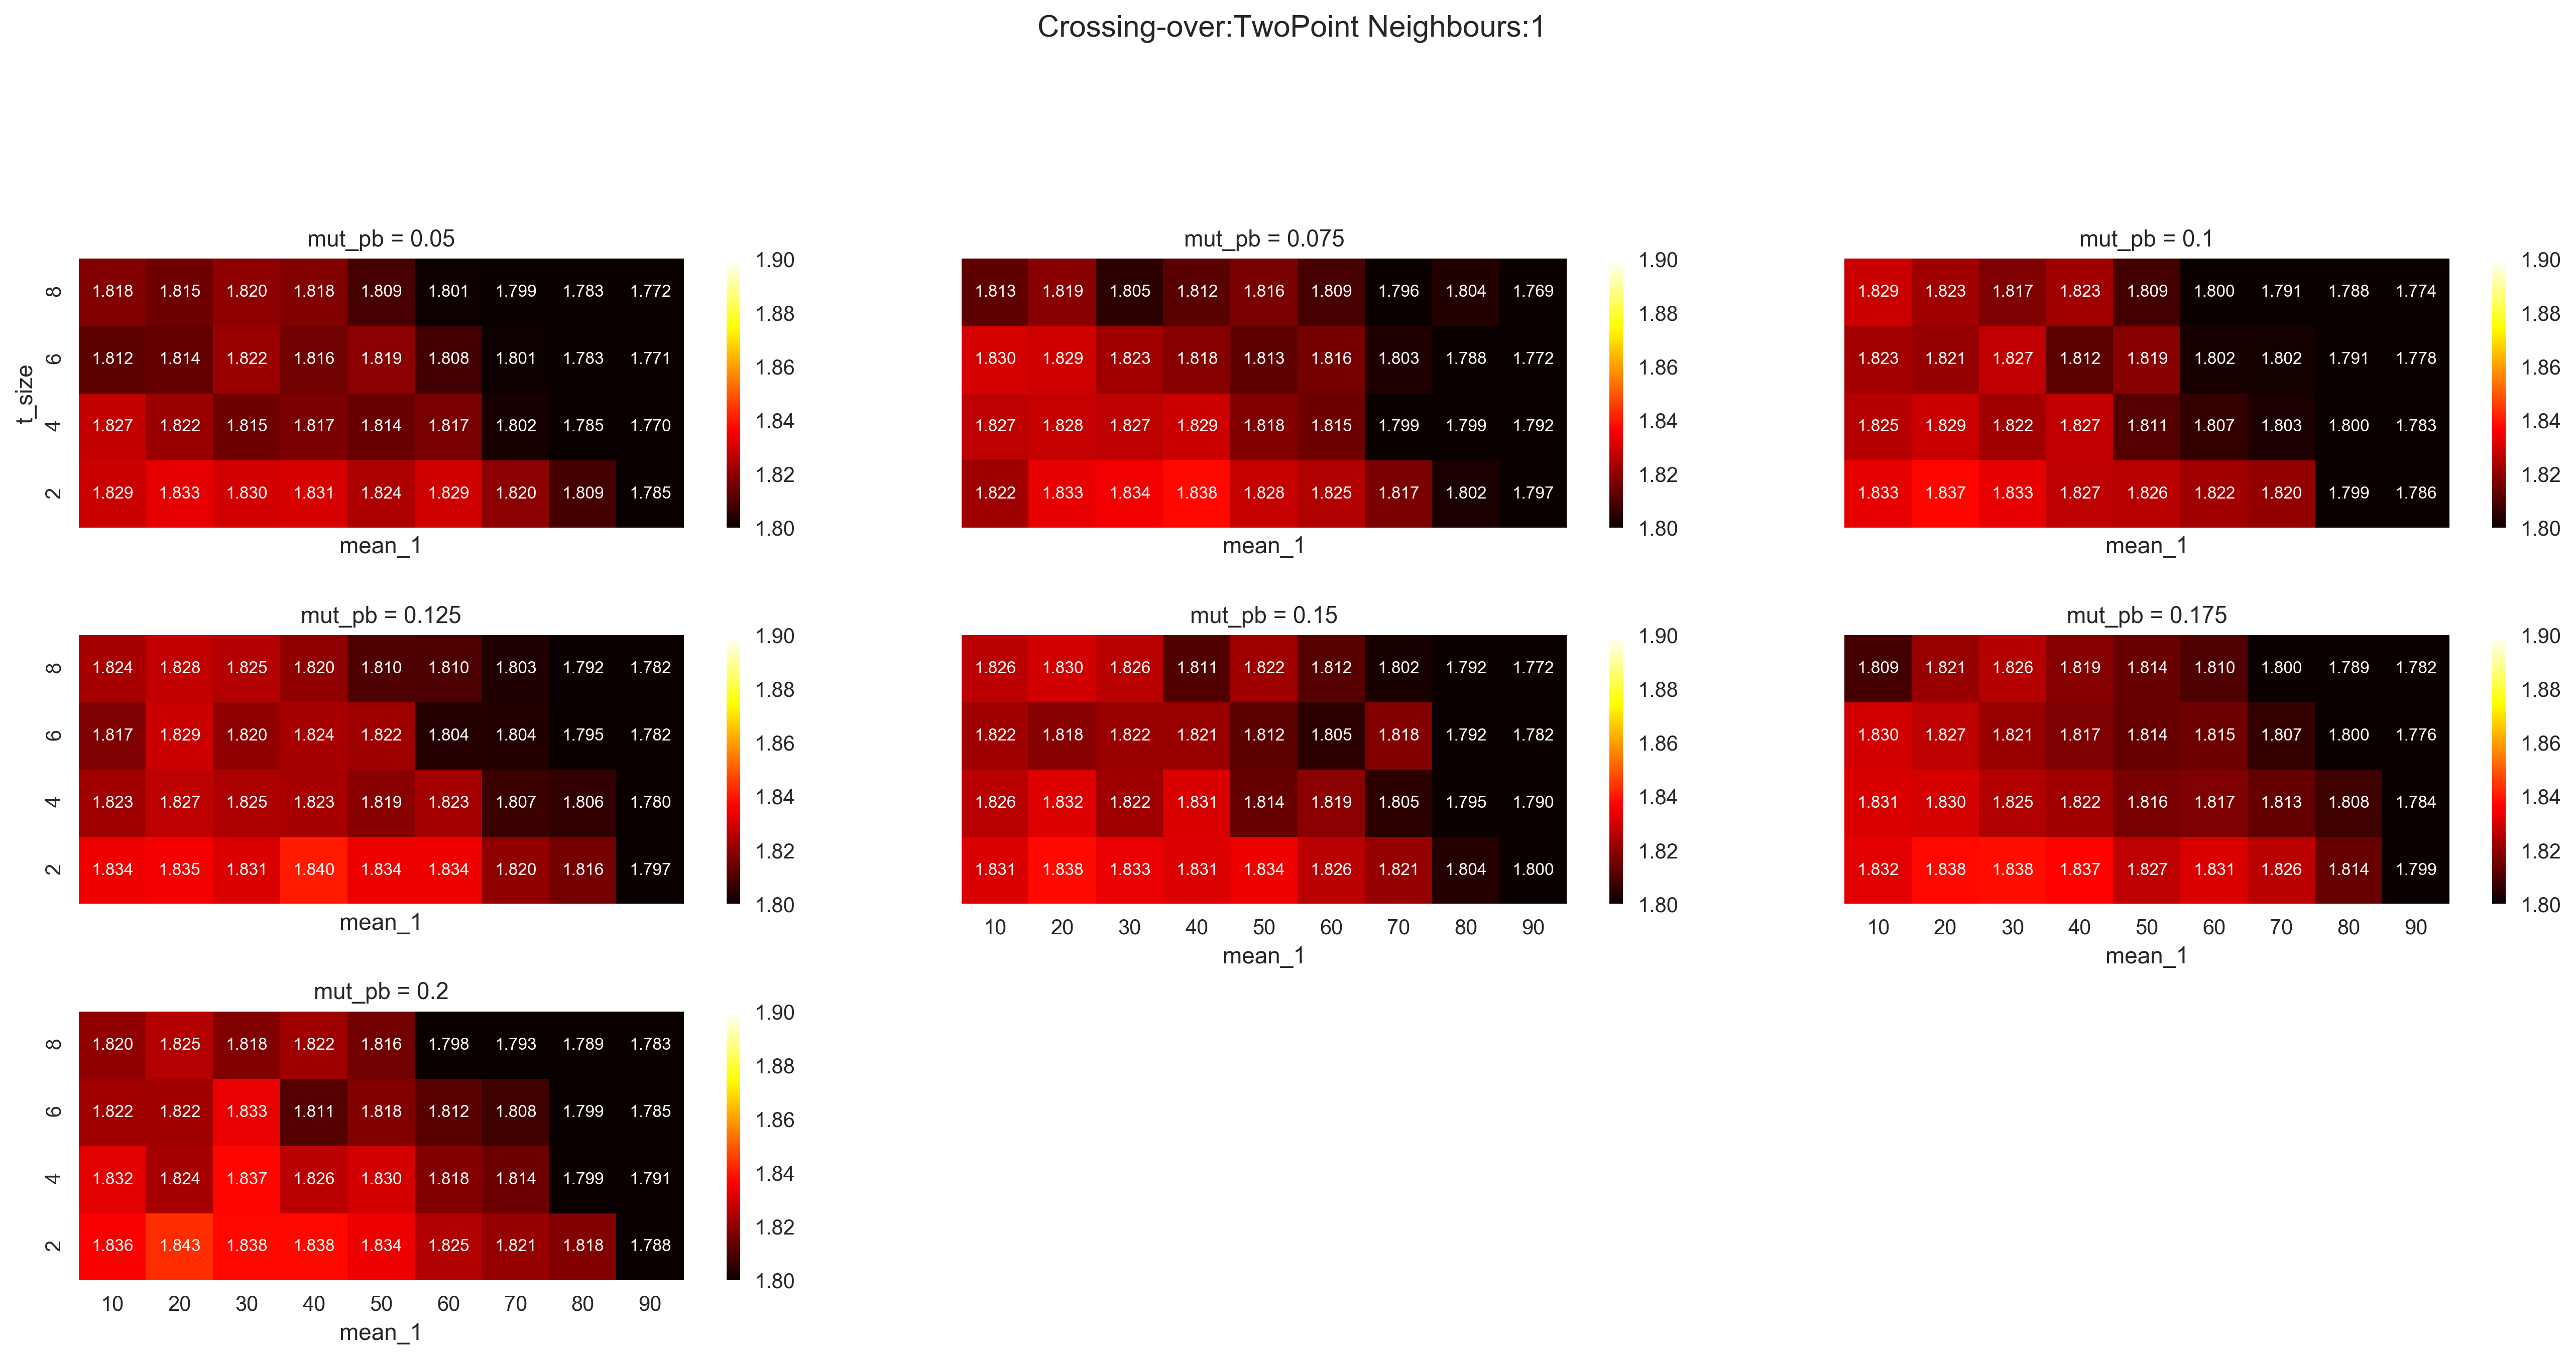 Crossing-over:TwoPoint Neighbours:1
mut_pb = 0.05
t_size
8 1.818 1.815 1.820 1.818 1.809 1.801 1.799 1.783 1.772
6 1.812 1.814 1.822 1.816 1.819 1.808 1.801 1.783 1.771
4 1.827 1.822 1.815 1.817 1.814 1.817 1.802 1.785 1.770
2 1.829 1.833 1.830 1.831 1.824 1.829 1.820 1.809 1.785
mean_1
1.90
1.88
1.86
1.84
1.82
1.80
mut_pb = 0.075
1.813 1.819 1.805 1.812 1.816 1.809 1.796 1.804 1.769
1.830 1.829 1.823 1.818 1.813 1.816 1.803 1.788 1.772
1.827 1.828 1.827 1.829 1.818 1.815 1.799 1.799 1.792
1.822 1.833 1.834 1.838 1.828 1.825 1.817 1.802 1.797
mean_1
1.90
1.88
1.86
1.84
1.82
1.80
mut_pb = 0.1
1.829 1.823 1.817 1.823 1.809 1.800 1.791 1.788 1.774
1.823 1.821 1.827 1.812 1.819 1.802 1.802 1.791 1.778
1.825 1.829 1.822 1.827 1.811 1.807 1.803 1.800 1.783
1.833 1.837 1.833 1.827 1.826 1.822 1.820 1.799 1.786
mean_1
1.90
1.88
1.86
1.84
1.82
1.80
mut_pb = 0.125
8 1.824 1.828 1.825 1.820 1.810 1.810 1.803 1.792 1.782
6 1.817 1.829 1.820 1.824 1.822 1.804 1.804 1.795 1.782
4 1.823 1.827 1.825 1.823 1.819 1.823 1.807 1.806 1.780
2 1.834 1.835 1.831 1.840 1.834 1.834 1.820 1.816 1.797
mean_1
1.90
1.88
1.86
1.84
1.82
1.80
mut_pb = 0.15
1.826 1.830 1.826 1.811 1.822 1.812 1.802 1.792 1.772
1.822 1.818 1.822 1.821 1.812 1.805 1.818 1.792 1.782
1.826 1.832 1.822 1.831 1.814 1.819 1.805 1.795 1.790
1.831 1.838 1.833 1.831 1.834 1.826 1.821 1.804 1.800
10 20 30 40 50 60 70 80 90
mean_1
1.90
1.88
1.86
1.84
1.82
1.80
mut_pb = 0.175
1.809 1.821 1.826 1.819 1.814 1.810 1.800 1.789 1.782
1.830 1.827 1.821 1.817 1.814 1.815 1.807 1.800 1.776
1.831 1.830 1.825 1.822 1.816 1.817 1.813 1.808 1.784
1.832 1.838 1.838 1.837 1.827 1.831 1.826 1.814 1.799
10 20 30 40 50 60 70 80 90
mean_1
1.90
1.88
1.86
1.84
1.82
1.80
mut_pb = 0.2
8 1.820 1.825 1.818 1.822 1.816 1.798 1.793 1.789 1.783
6 1.822 1.822 1.833 1.811 1.818 1.812 1.808 1.799 1.785
4 1.832 1.824 1.837 1.826 1.830 1.818 1.814 1.799 1.791
2 1.836 1.843 1.838 1.838 1.834 1.825 1.821 1.818 1.788
10 20 30 40 50 60 70 80 90
mean_1
1.90
1.88
1.86
1.84
1.82
1.80